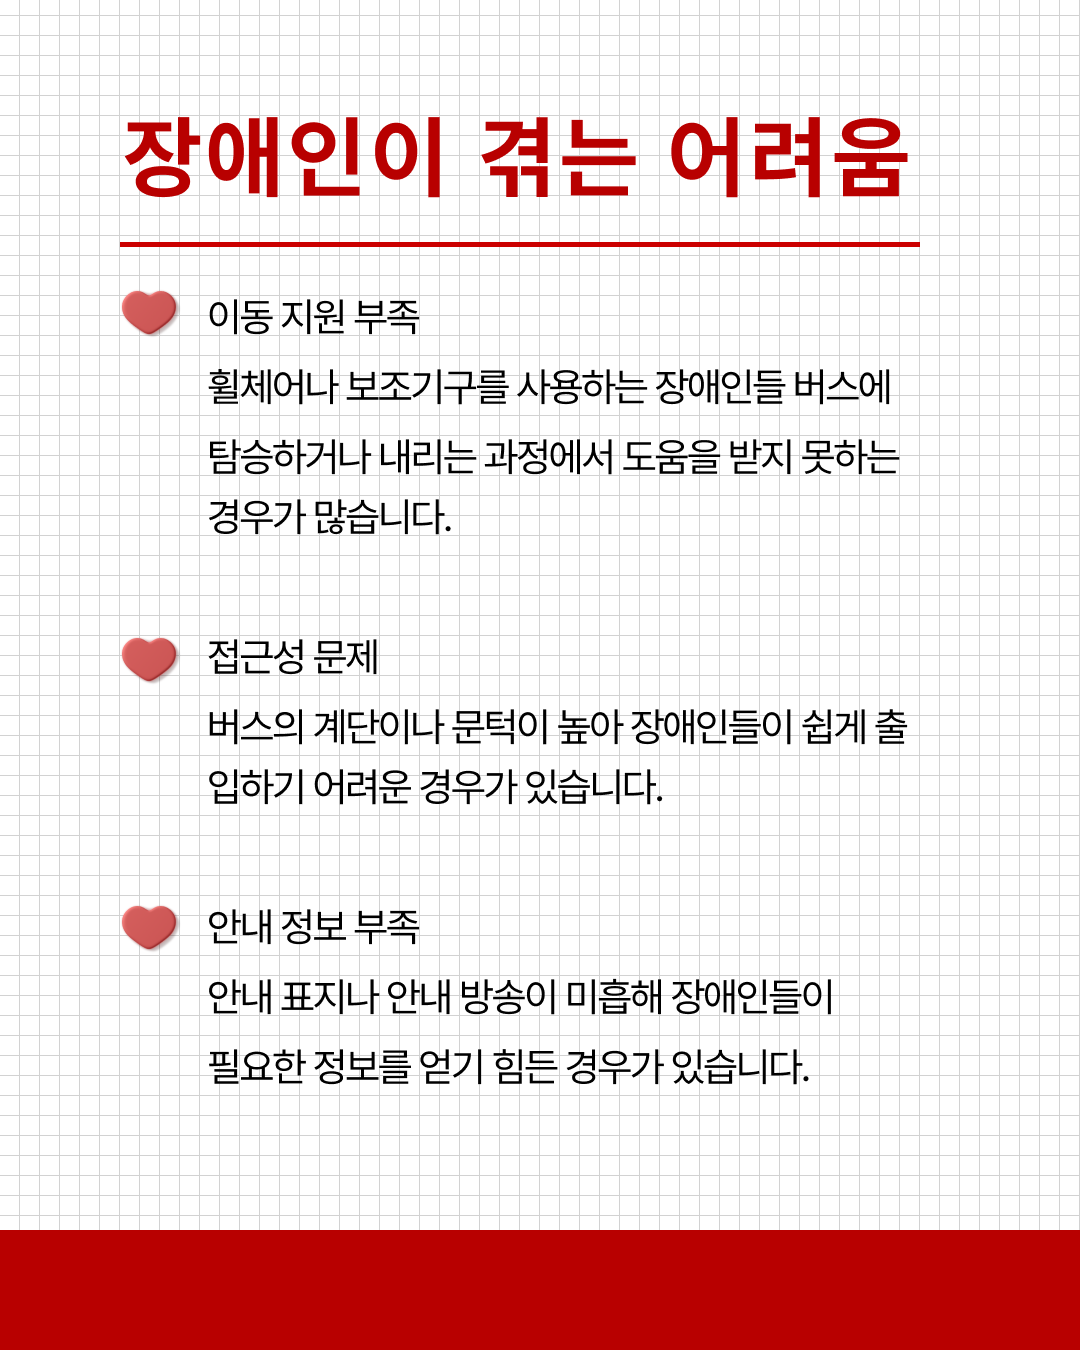 장애인이 겪는 어려움
이동 지원 부족
휠체어나 보조기구를 사용하는 장애인들 버스에
탑승하거나 내리는 과정에서 도움을 받지 못하는
경우가 많습니다.
접근성 문제
버스의 계단이나 문턱이 높아 장애인들이 쉽게 출
입하기 어려운 경우가 있습니다.
안내 정보 부족
안내 표지나 안내 방송이 미흡해 장애인들이
필요한 정보를 얻기 힘든 경우가 있습니다.